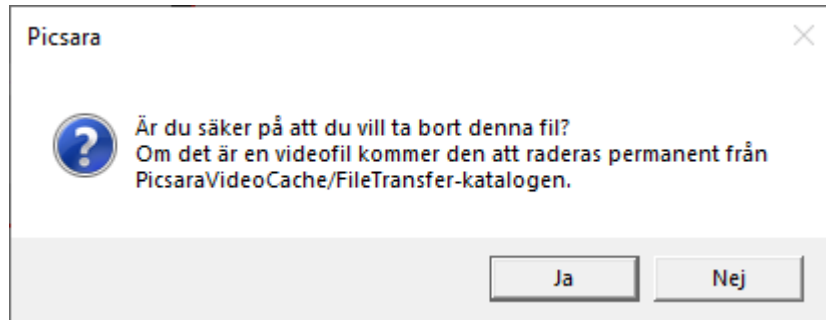 Picsara
Är du säker på att du vill ta bort denna fil?
Om det är en videofil kommer den att raderas permanent från
PicsaraVideoCache/FileTransfer-katalogen.
Ja
Nej